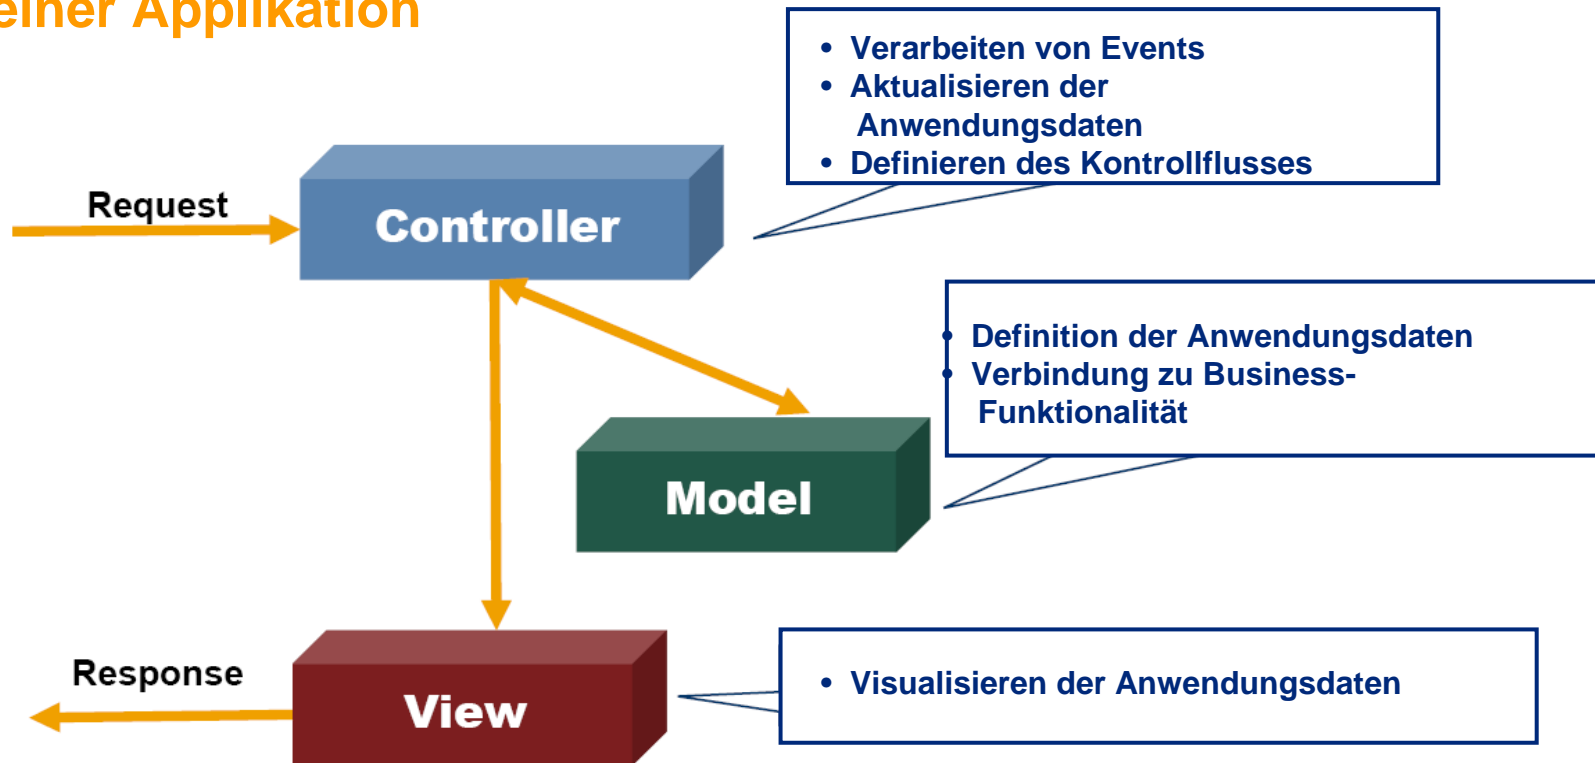 einer Applikation
• Verarbeiten von Events
• Aktualisieren der
Anwendungsdaten
• Definieren des Kontrollflusses
Request
Controller
• Definition der Anwendungsdaten
• Verbindung zu Business-
Funktionalität
Model
Response
View
• Visualisieren der Anwendungsdaten